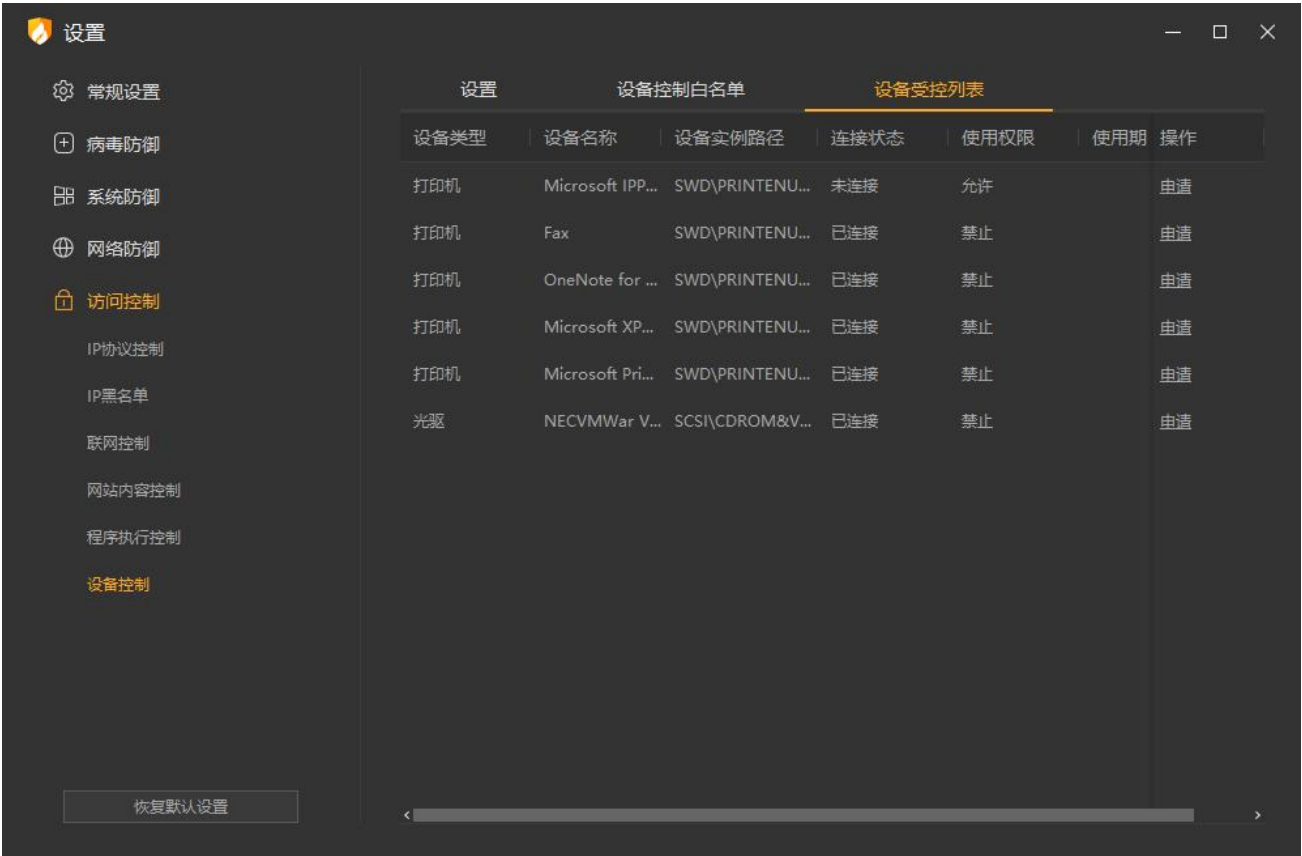 设置
常规设置
病毒防御
系统防御
网络防御
访问控制
IP协议控制
IP黑名单
联网控制
网站内容控制
程序执行控制
设备控制
恢复默认设置
设置 设备控制白名单 设备受控列表
设备类型 设备名称 设备实例路径 连接状态 使用权限 使用期 操作
打印机 Microsoft IPP... SWD\PRINTENU... 未连接 允许 申请
打印机 Fax SWD\PRINTENU... 已连接 禁止 申请
打印机 OneNote for ... SWD\PRINTENU... 已连接 禁止 申请
打印机 Microsoft XP... SWD\PRINTENU... 已连接 禁止 申请
打印机 Microsoft Pri... SWD\PRINTENU... 已连接 禁止 申请
光驱 NECVMWar V... SCSI\CDROM&V... 已连接 禁止 申请